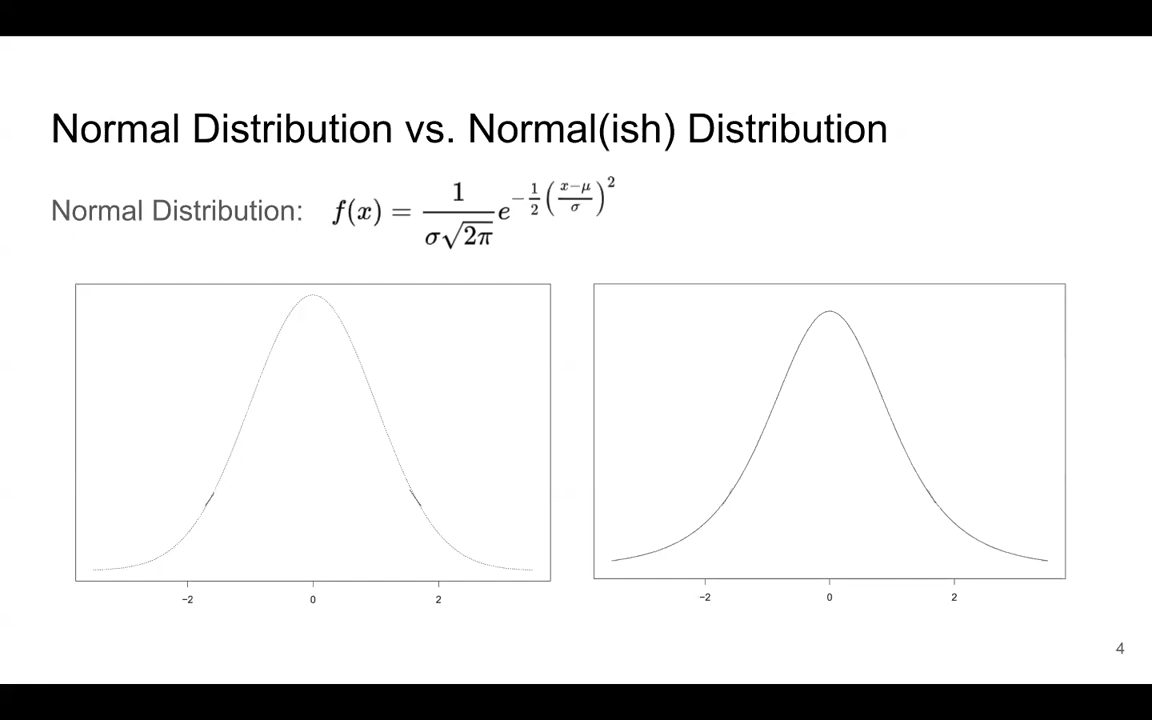 Normal Distribution vs. Normal(ish) Distribution
Normal Distribution: f(x) = \frac{1}{\sigma\sqrt{2\pi}} e^{-\frac{1}{2}\left(\frac{x-\mu}{\sigma}\right)^2}
−2 0 2
−2 0 2
4